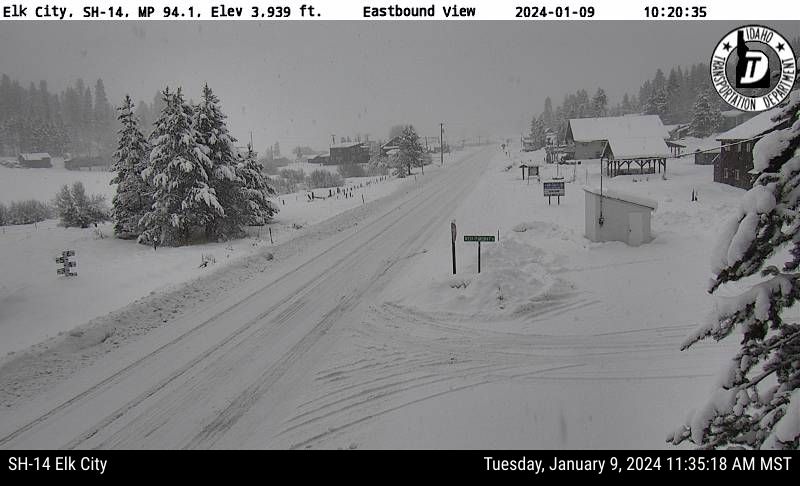 Elk City, SH-14, MP 94.1, Elev 3,939 ft. Eastbound View 2024-01-09 10:20:35
IDAHO
TRANSPORTATION DEPARTMENT
SH-14 Elk City Tuesday, January 9, 2024 11:35:18 AM MST